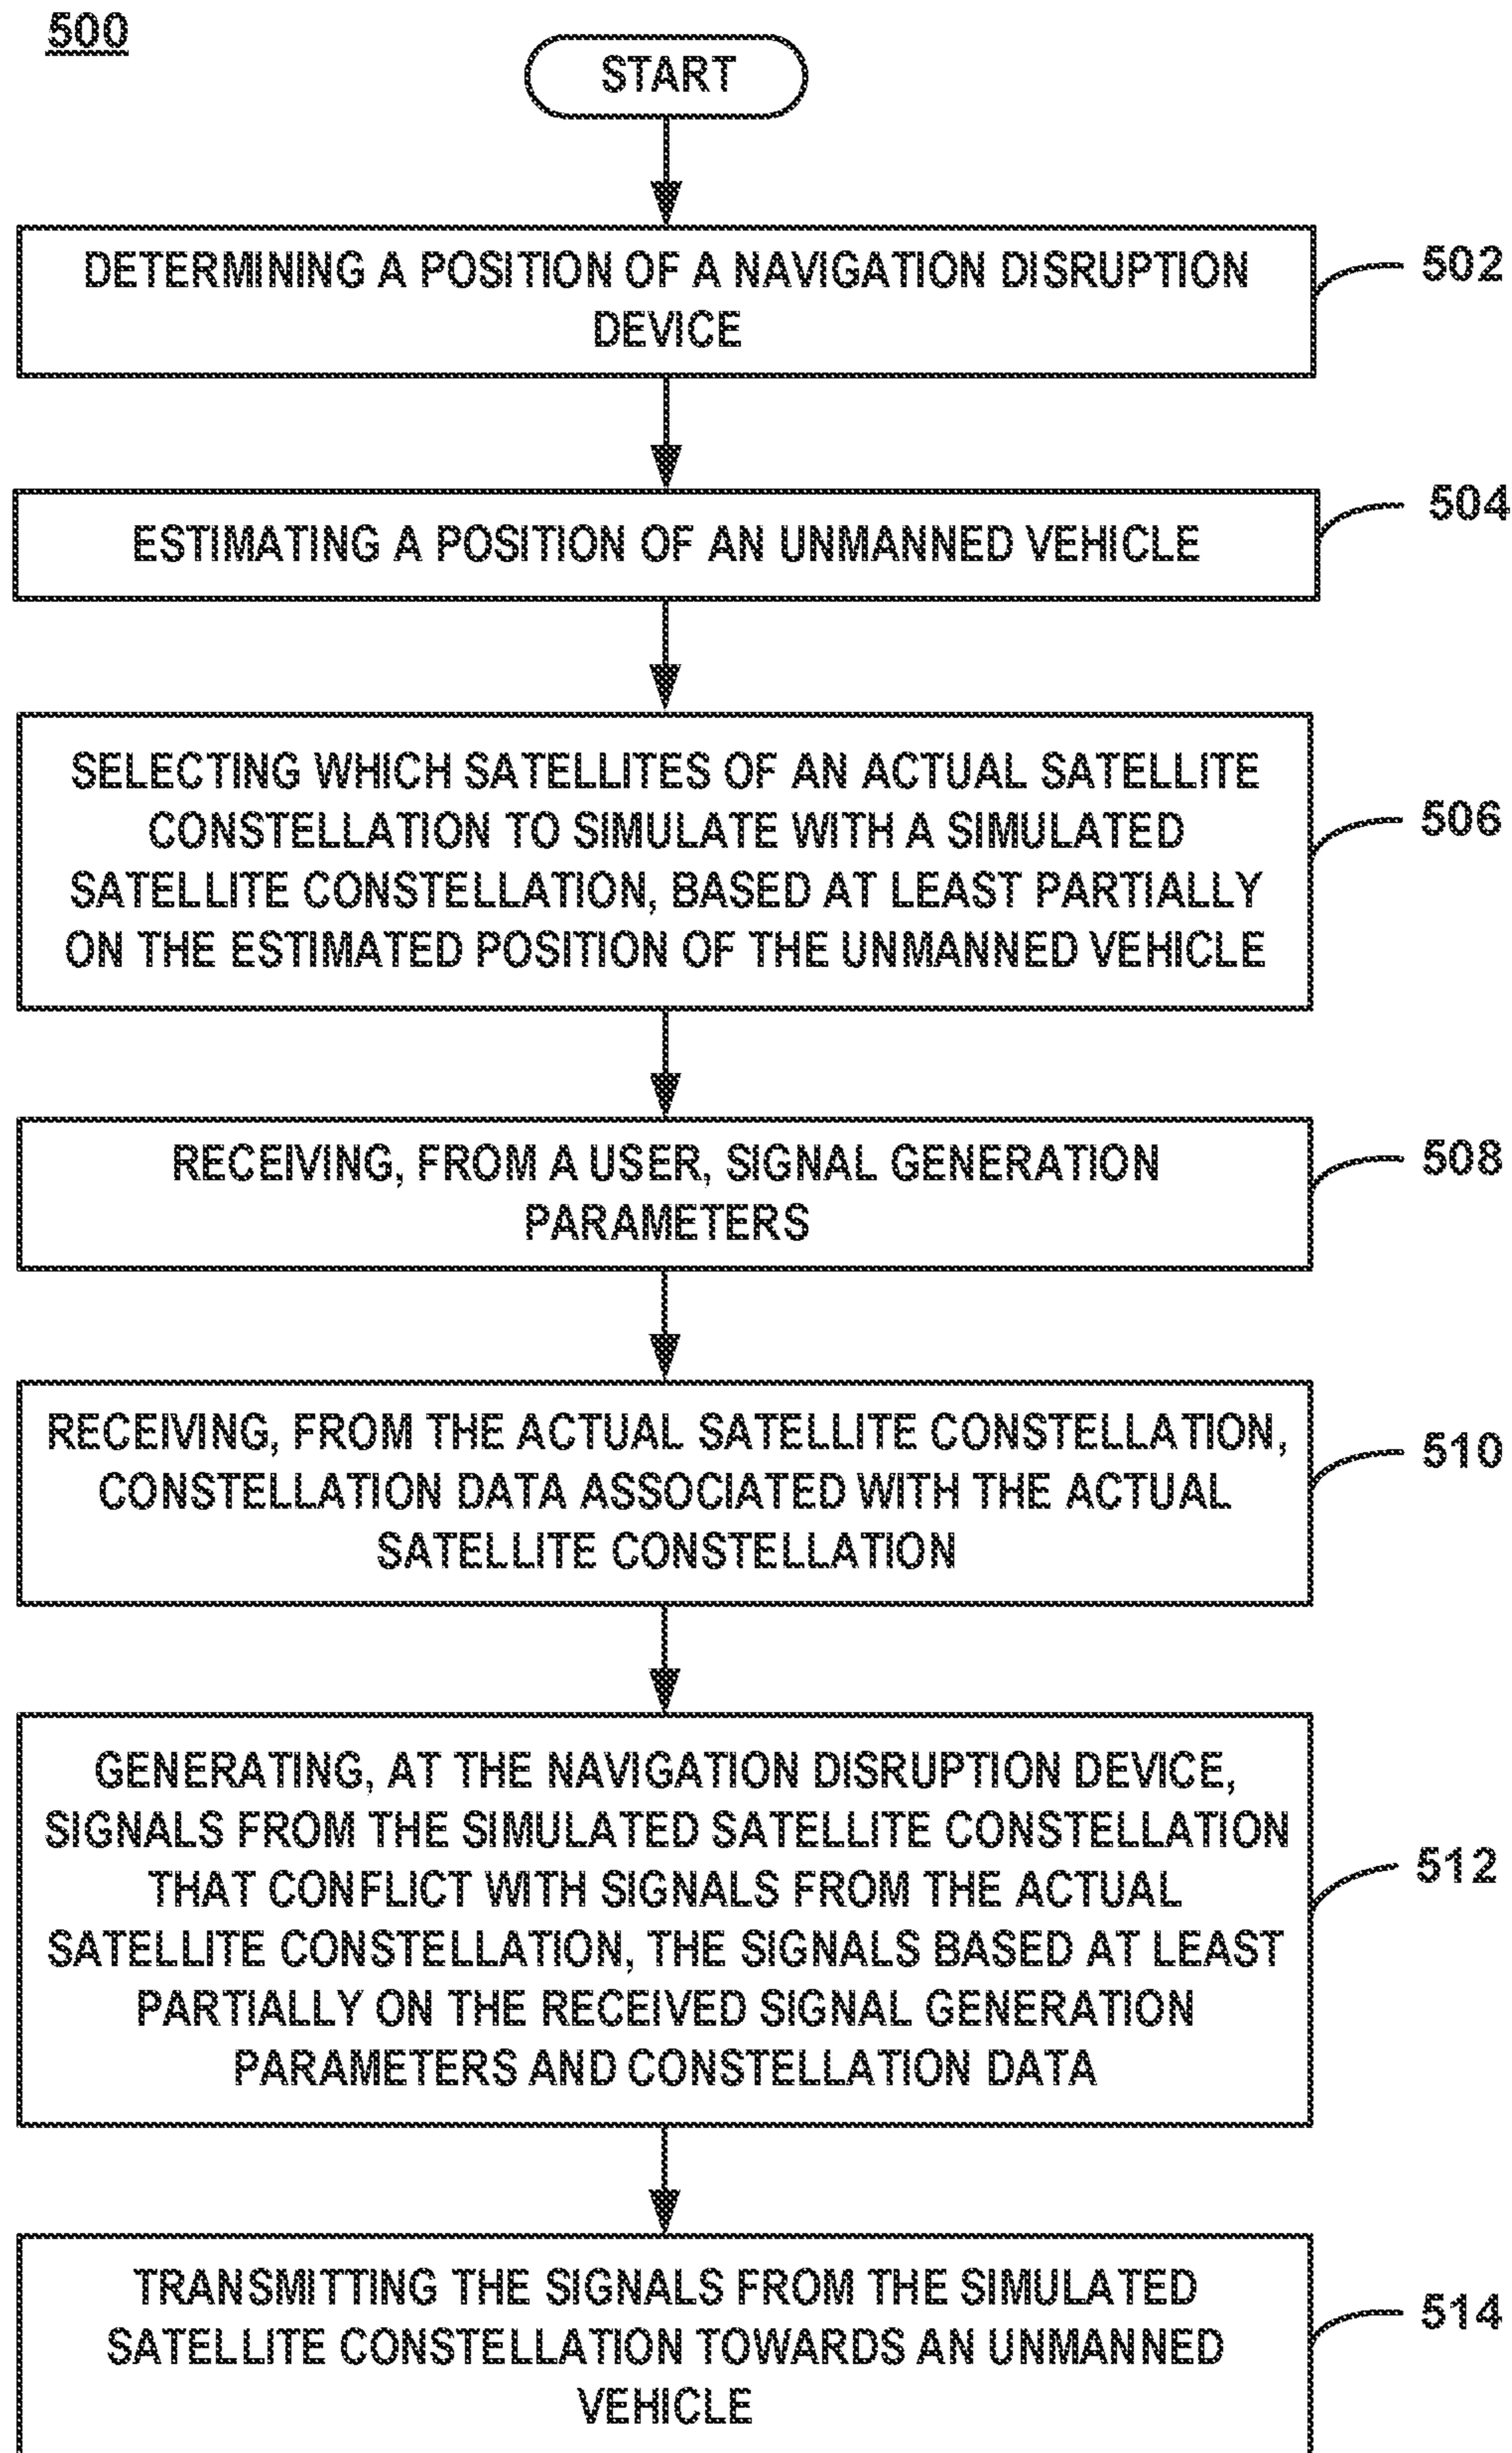 500
START
DETERMINING A POSITION OF A NAVIGATION DISRUPTION
DEVICE
502
ESTIMATING A POSITION OF AN UNMANNED VEHICLE
504
SELECTING WHICH SATELLITES OF AN ACTUAL SATELLITE
CONSTELLATION TO SIMULATE WITH A SIMULATED
SATELLITE CONSTELLATION, BASED AT LEAST PARTIALLY
ON THE ESTIMATED POSITION OF THE UNMANNED VEHICLE
506
RECEIVING, FROM A USER, SIGNAL GENERATION
PARAMETERS
508
RECEIVING, FROM THE ACTUAL SATELLITE CONSTELLATION,
CONSTELLATION DATA ASSOCIATED WITH THE ACTUAL
SATELLITE CONSTELLATION
510
GENERATING, AT THE NAVIGATION DISRUPTION DEVICE,
SIGNALS FROM THE SIMULATED SATELLITE CONSTELLATION
THAT CONFLICT WITH SIGNALS FROM THE ACTUAL
SATELLITE CONSTELLATION, THE SIGNALS BASED AT LEAST
PARTIALLY ON THE RECEIVED SIGNAL GENERATION
PARAMETERS AND CONSTELLATION DATA
512
TRANSMITTING THE SIGNALS FROM THE SIMULATED
SATELLITE CONSTELLATION TOWARDS AN UNMANNED
VEHICLE
514